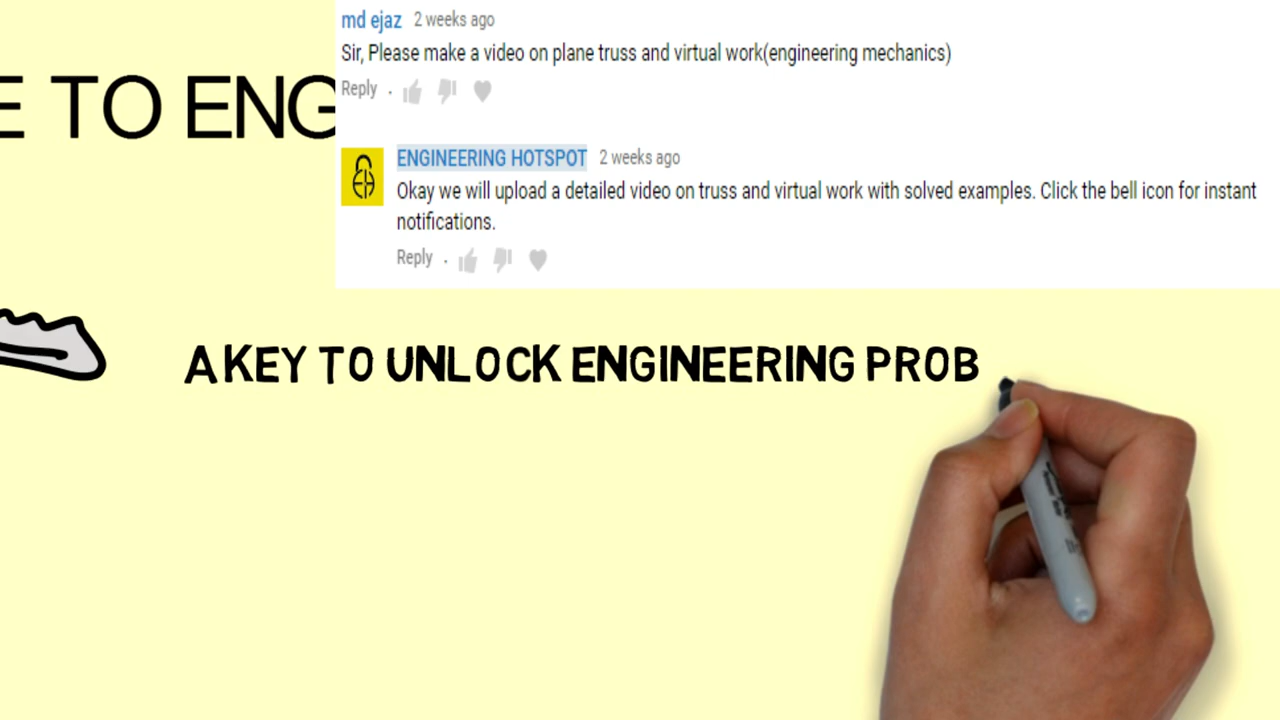 md ejaz 2 weeks ago
Sir, Please make a video on plane truss and virtual work(engineering mechanics)
Reply
E TO ENG
ENGINEERING HOTSPOT 2 weeks ago
Okay we will upload a detailed video on truss and virtual work with solved examples. Click the bell icon for instant
notifications.
Reply
A KEY TO UNLOCK ENGINEERING PROB